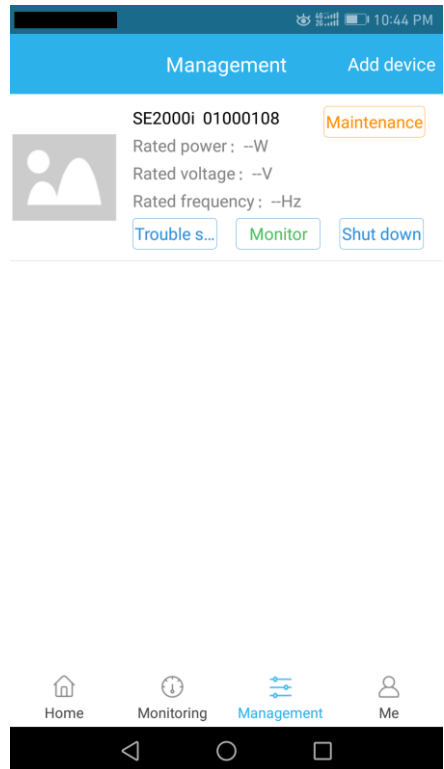 10:44 PM
Management Add device
SE2000i 01000108 Maintenance
Rated power: --W
Rated voltage: --V
Rated frequency: --Hz
Trouble s... Monitor Shut down
Home Monitoring Management Me